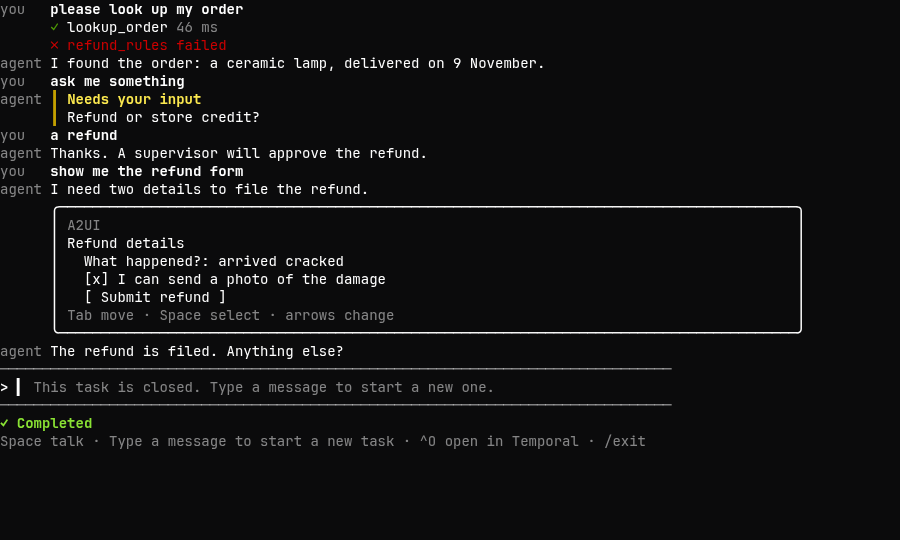 you   please look up my order
      ✓ lookup_order 46 ms
      ✕ refund_rules failed
agent I found the order: a ceramic lamp, delivered on 9 November.
you   ask me something
agent Needs your input
      Refund or store credit?
you   a refund
agent Thanks. A supervisor will approve the refund.
you   show me the refund form
agent I need two details to file the refund.
A2UI
Refund details
What happened?: arrived cracked
[x] I can send a photo of the damage
[ Submit refund ]
Tab move · Space select · arrows change
agent The refund is filed. Anything else?
> This task is closed. Type a message to start a new one.
✓ Completed
Space talk · Type a message to start a new task · ^O open in Temporal · /exit